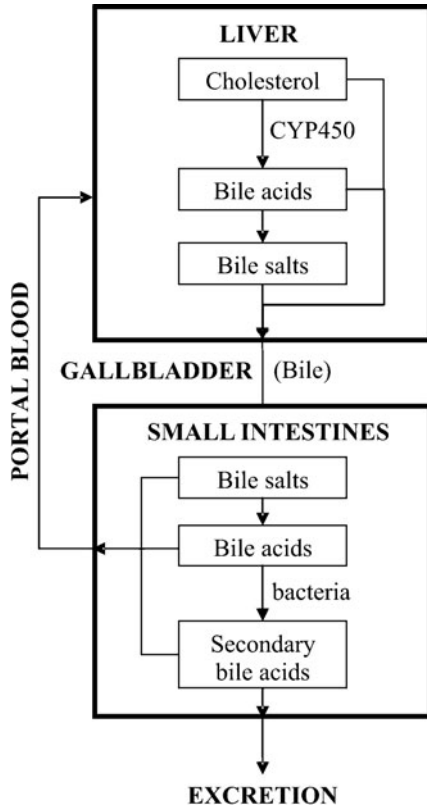 LIVER
Cholesterol
CYP450
Bile acids
Bile salts
PORTAL BLOOD
GALLBLADDER (Bile)
SMALL INTESTINES
Bile salts
Bile acids
bacteria
Secondary
bile acids
EXCRETION